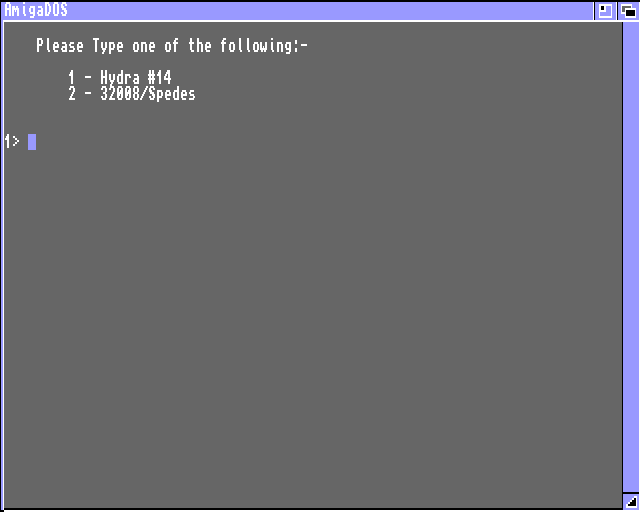 AmigaDOS
Please Type one of the following:-
1 - Hydra #14
2 - 32008/Spedes
1>